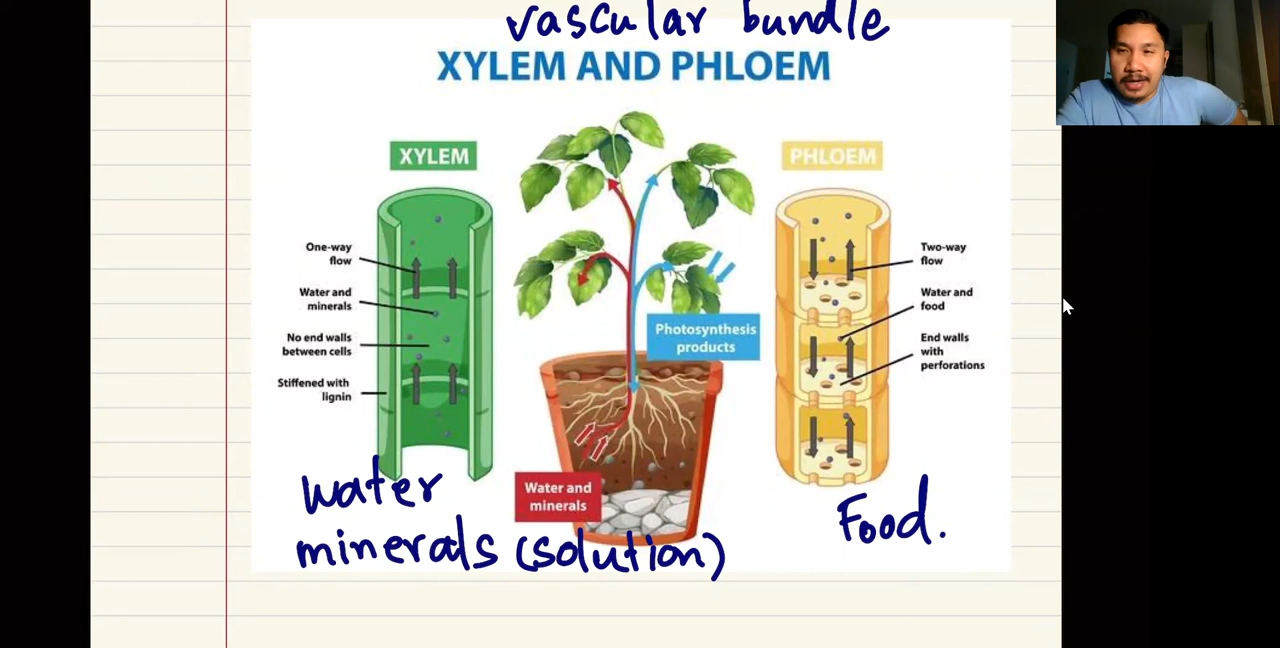 vascular bundle
XYLEM AND PHLOEM
XYLEM
One-way
flow
Water and
minerals
No end walls
between cells
Stiffened with
lignin
Photosynthesis
products
Water and
minerals
PHLOEM
Two-way
flow
Water and
food
End walls
with
perforations
water
minerals (solution)
Food.